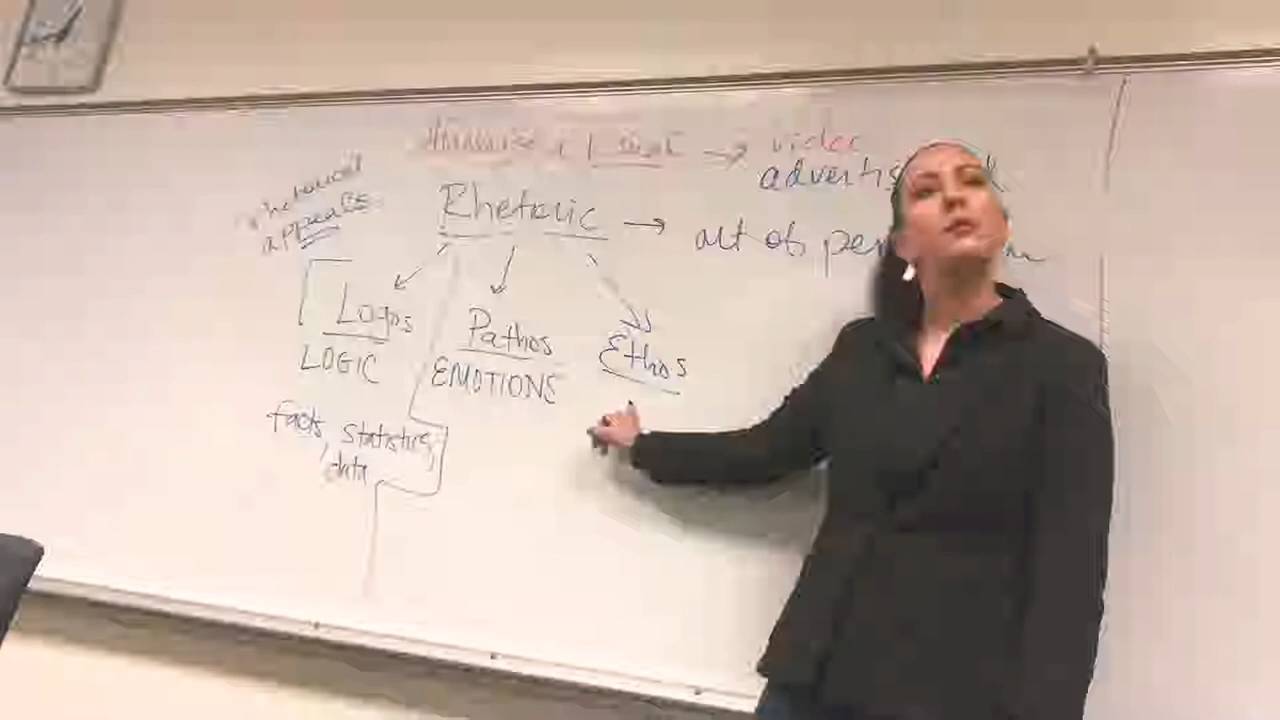 → video
advertis
rhetorical
appeals
Rhetoric → art of per
Logos
LOGIC
Pathos
EMOTIONS
Ethos
facts, statistics,
data